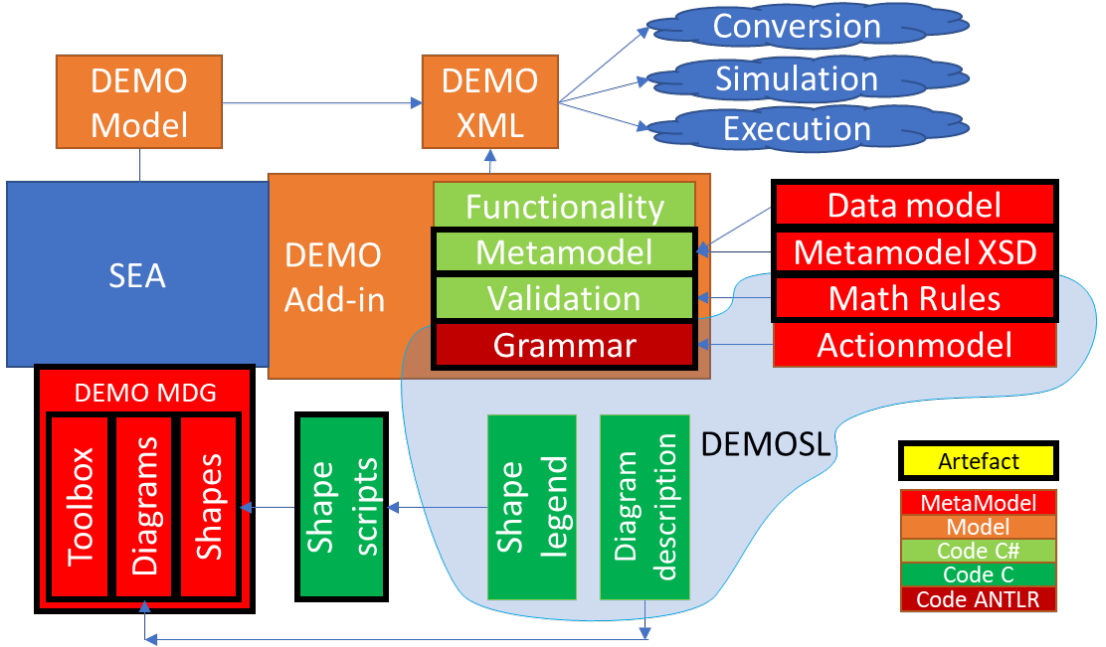 Conversion
DEMO
Model
DEMO
XML
Simulation
Execution
SEA
DEMO
Add-in
Functionality
Metamodel
Validation
Grammar
Data model
Metamodel XSD
Math Rules
Actionmodel
DEMO MDG
Toolbox
Diagrams
Shapes
Shape
scripts
Shape
legend
Diagram
description
DEMOSL
Artefact
MetaModel
Model
Code C#
Code C
Code ANTLR